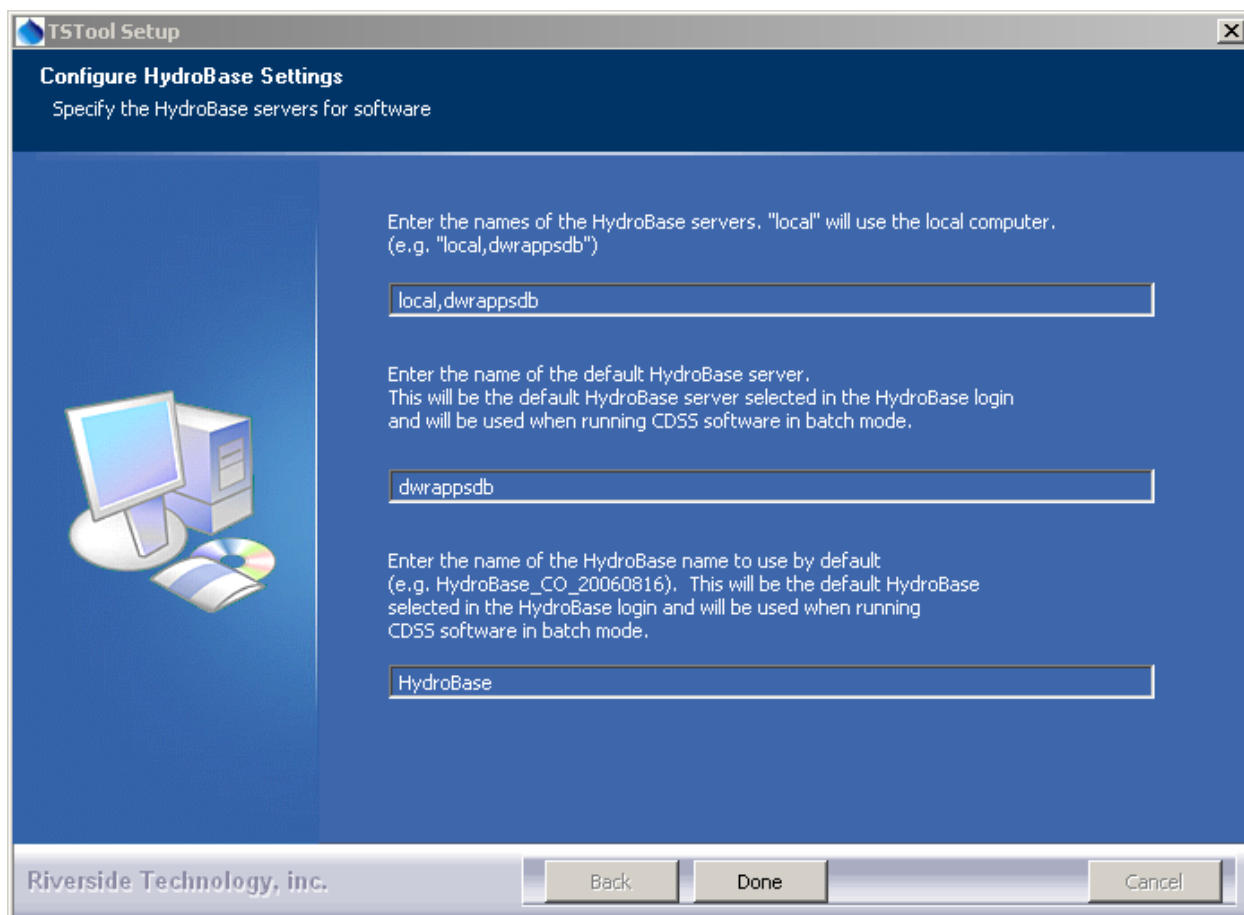 TSTool Setup
Configure HydroBase Settings
Specify the HydroBase servers for software
Enter the names of the HydroBase servers. "local" will use the local computer.
(e.g. "local,dwrappsdb")
local,dwrappsdb
Enter the name of the default HydroBase server.
This will be the default HydroBase server selected in the HydroBase login
and will be used when running CDSS software in batch mode.
dwrappsdb
Enter the name of the HydroBase name to use by default
(e.g. HydroBase_CO_20060816).  This will be the default HydroBase
selected in the HydroBase login and will be used when running
CDSS software in batch mode.
HydroBase
Riverside Technology, inc.
Back
Done
Cancel